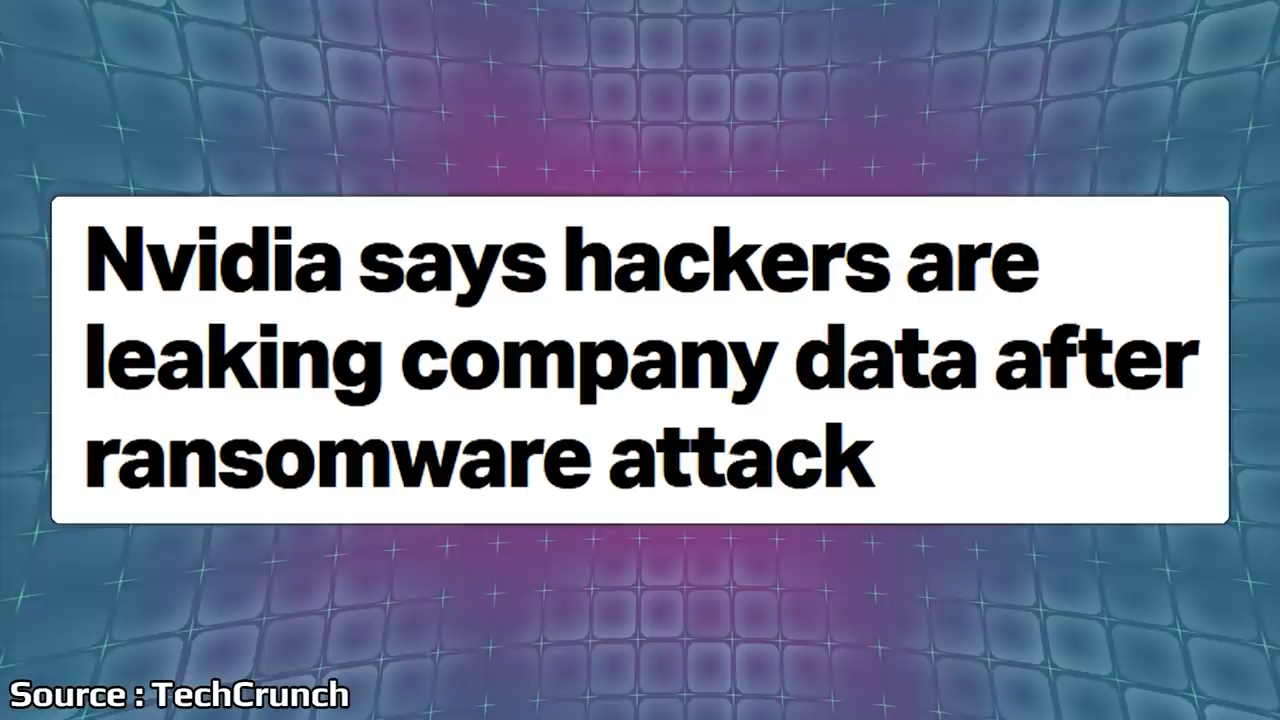 Nvidia says hackers are
leaking company data after
ransomware attack
Source : TechCrunch